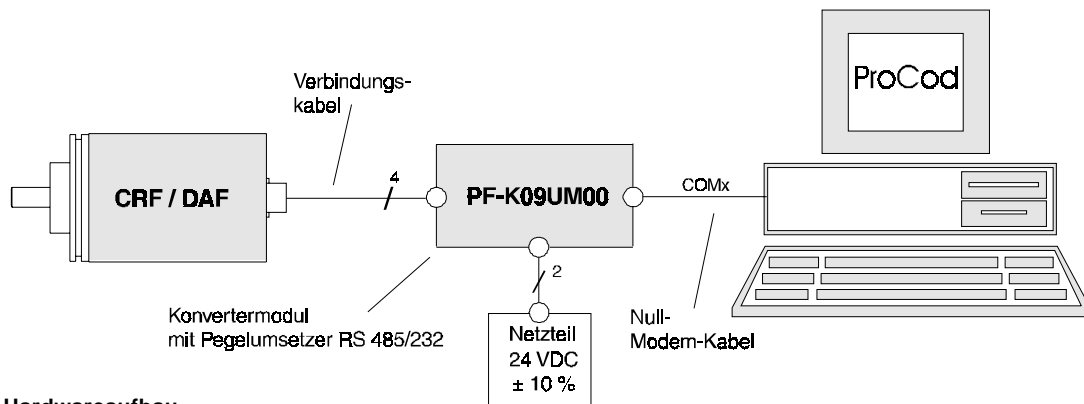 ProCod
Verbindungs-
kabel
4
CRF / DAF
PF-K09UM00
COMx
2
Konvertermodul
mit Pegelumsetzer RS 485/232
Netzteil
24 VDC
± 10 %
Null-
Modem-Kabel
Hardwareaufbau